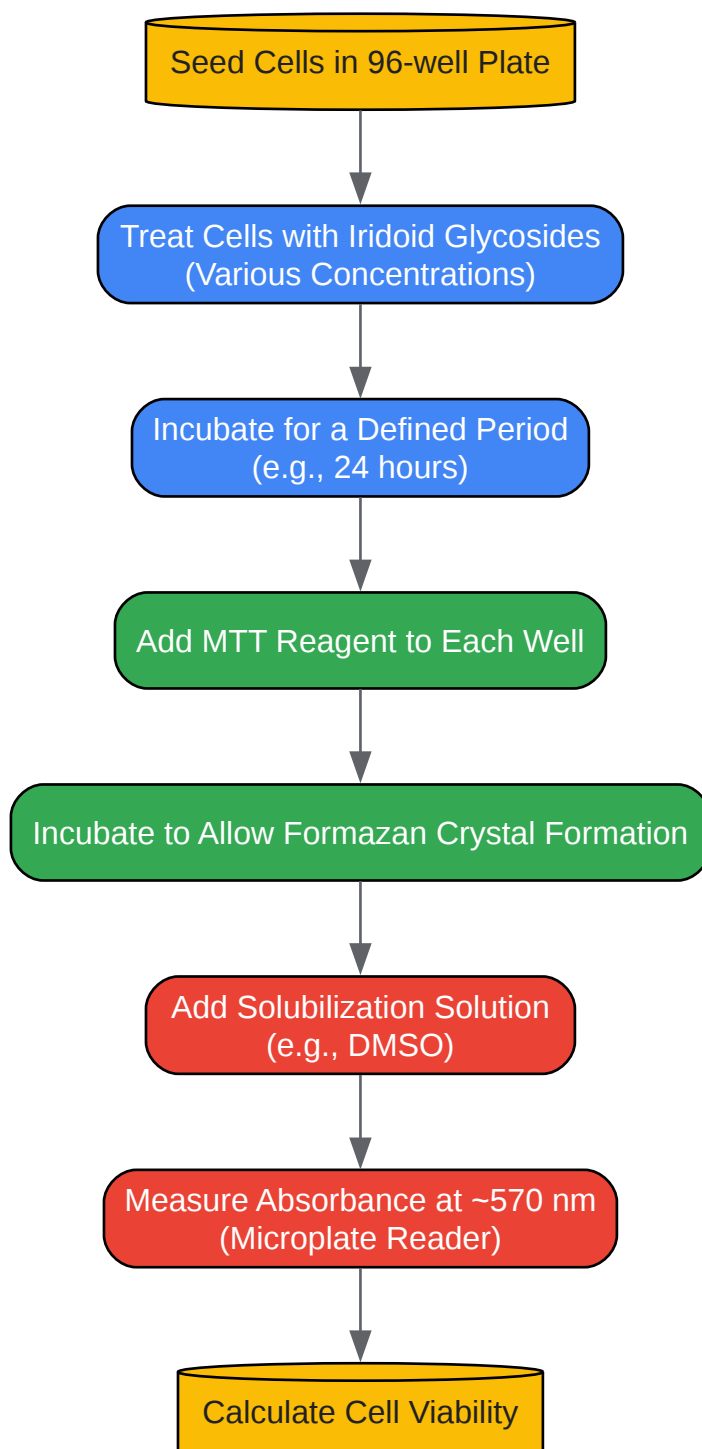 Seed Cells in 96-well Plate
Treat Cells with Iridoid Glycosides
(Various Concentrations)
Incubate for a Defined Period
(e.g., 24 hours)
Add MTT Reagent to Each Well
Incubate to Allow Formazan Crystal Formation
Add Solubilization Solution
(e.g., DMSO)
Measure Absorbance at ~570 nm
(Microplate Reader)
Calculate Cell Viability